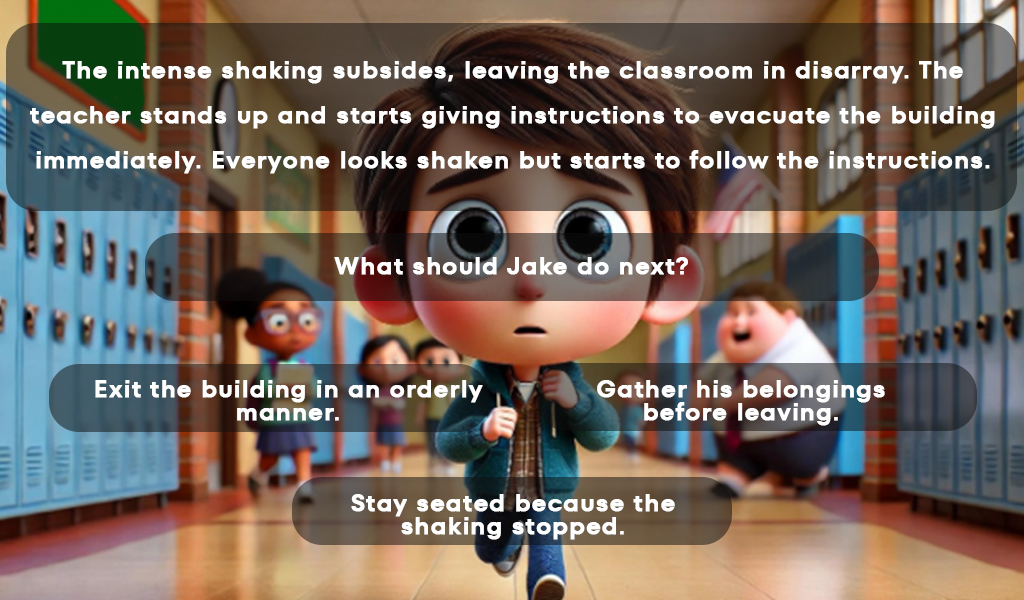 The intense shaking subsides, leaving the classroom in disarray. The
teacher stands up and starts giving instructions to evacuate the building
immediately. Everyone looks shaken but starts to follow the instructions.
What should Jake do next?
Exit the building in an orderly
manner.
Gather his belongings
before leaving.
Stay seated because the
shaking stopped.